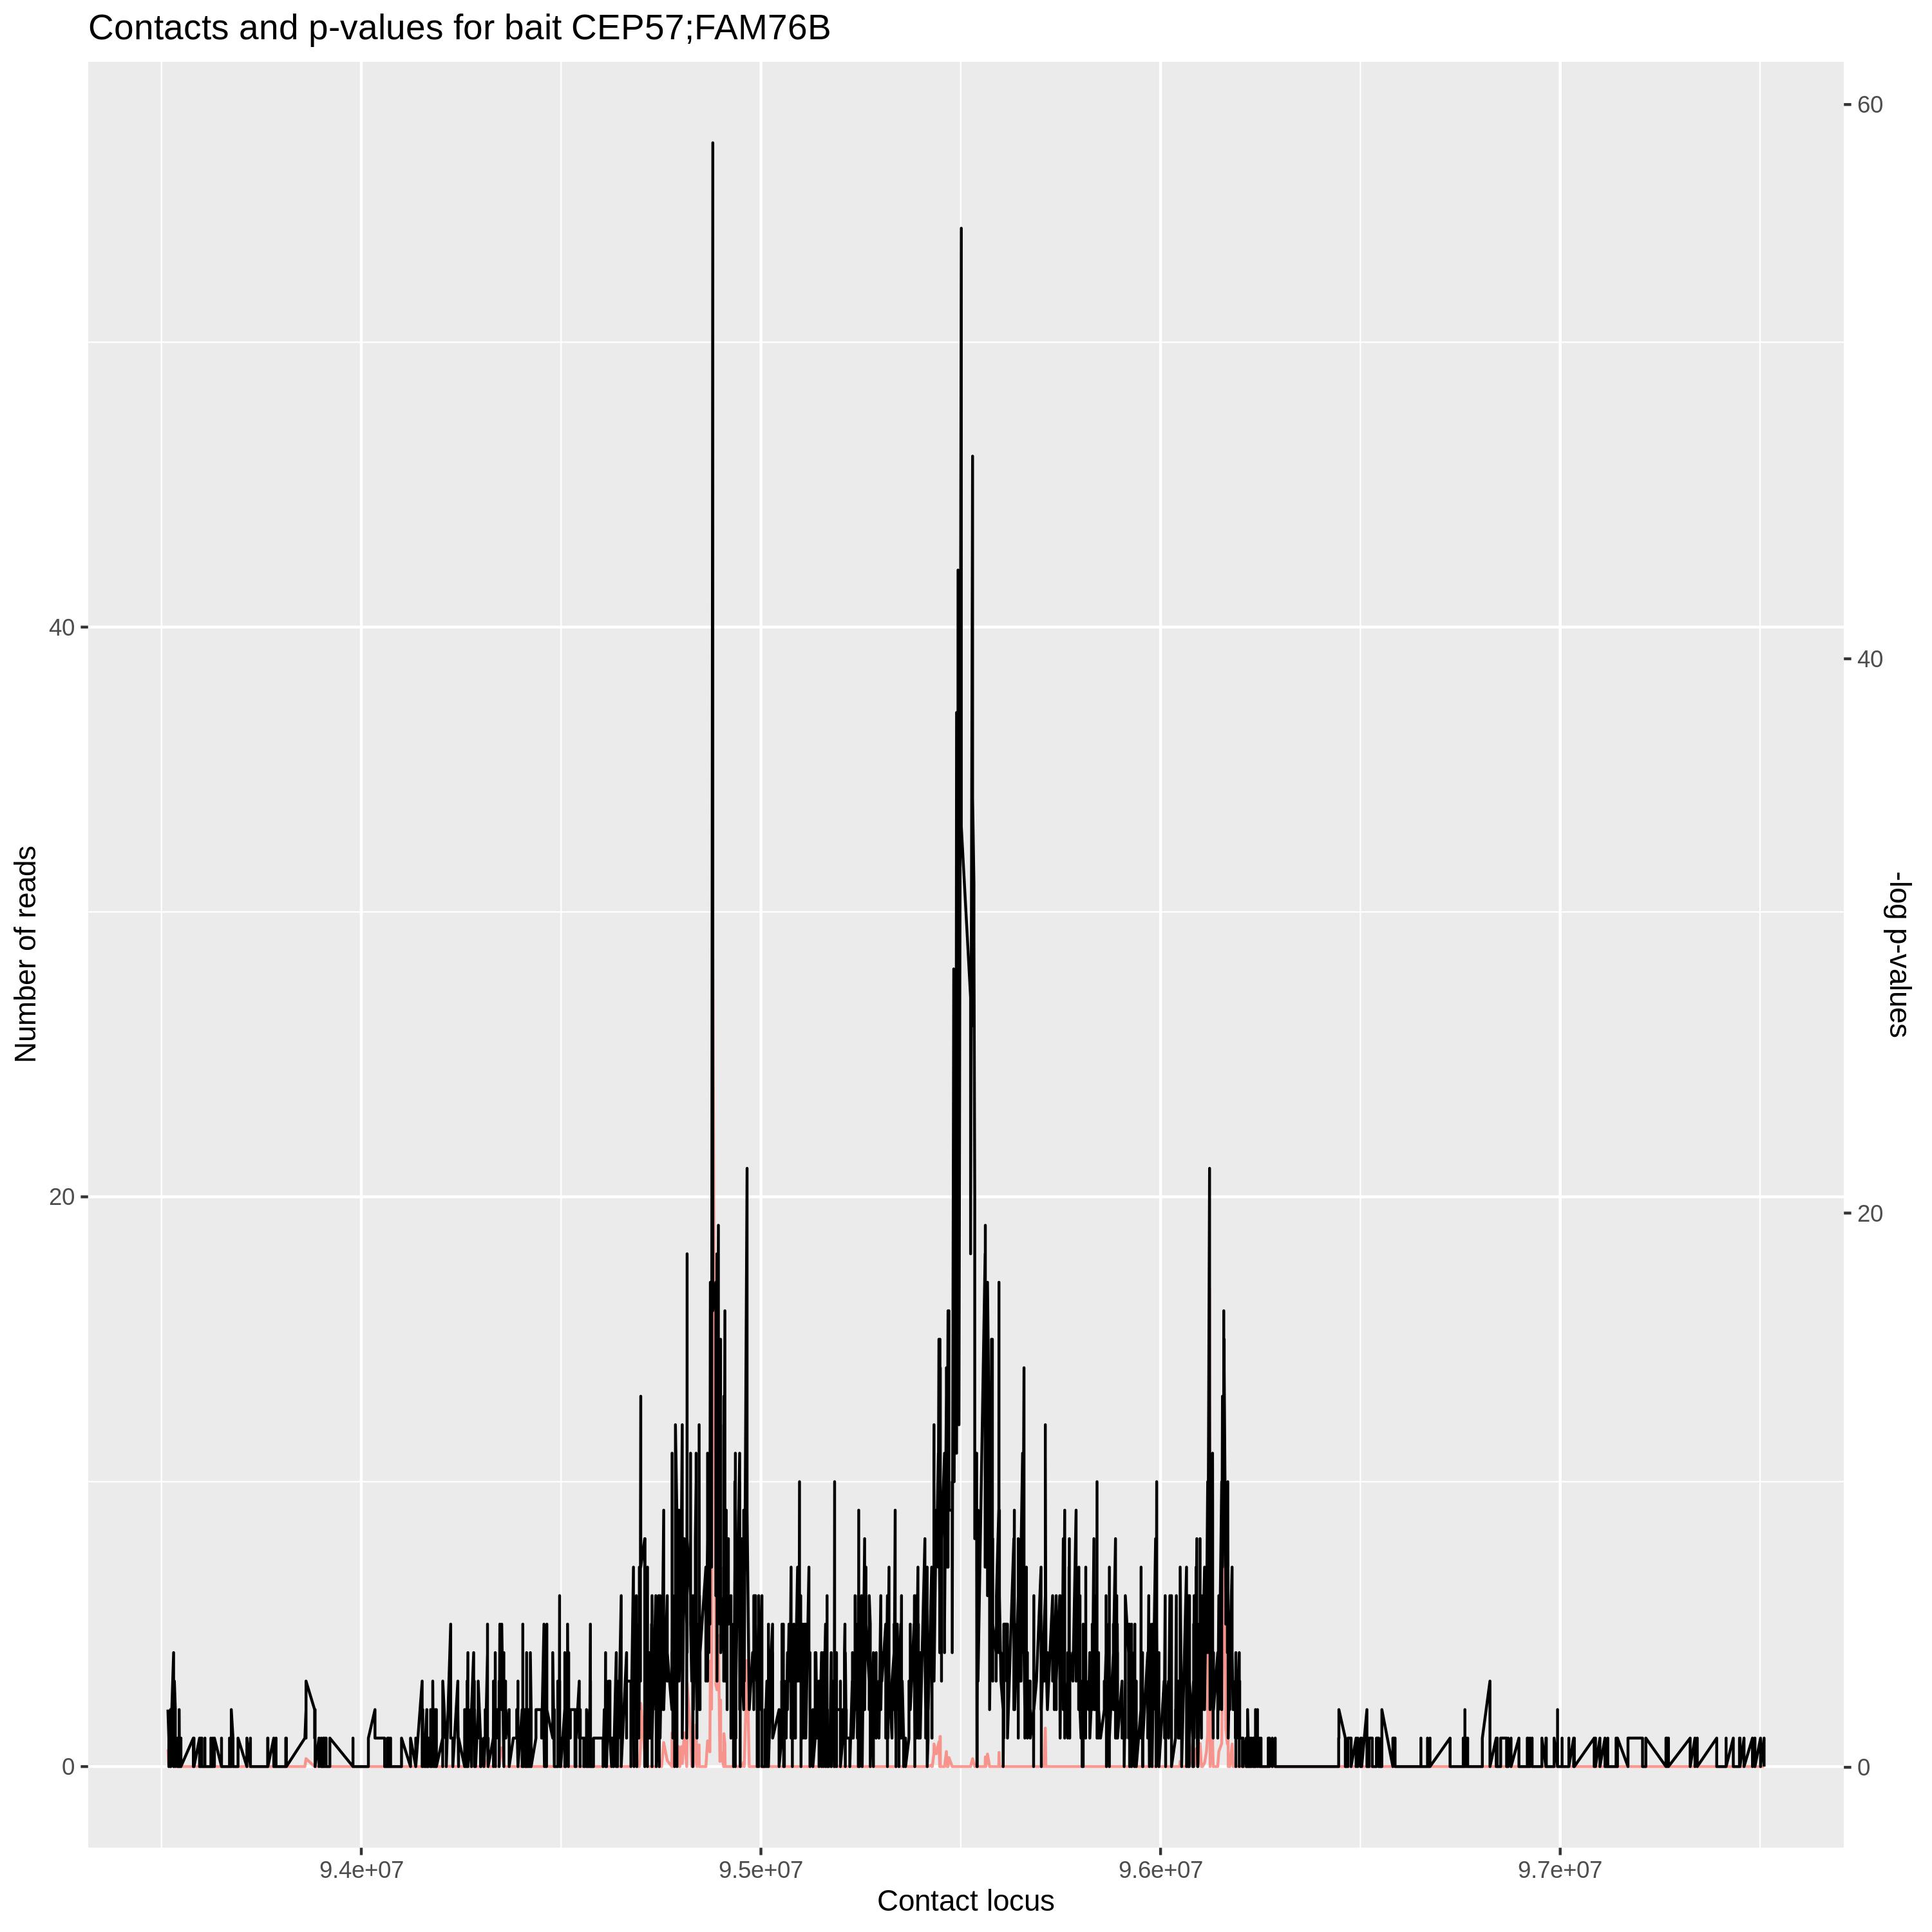 Contacts and p-values for bait CEP57;FAM76B
60
40
40
20
20
0
0
Number of reads
-log p-values
9.4e+07
9.5e+07
9.6e+07
9.7e+07
Contact locus